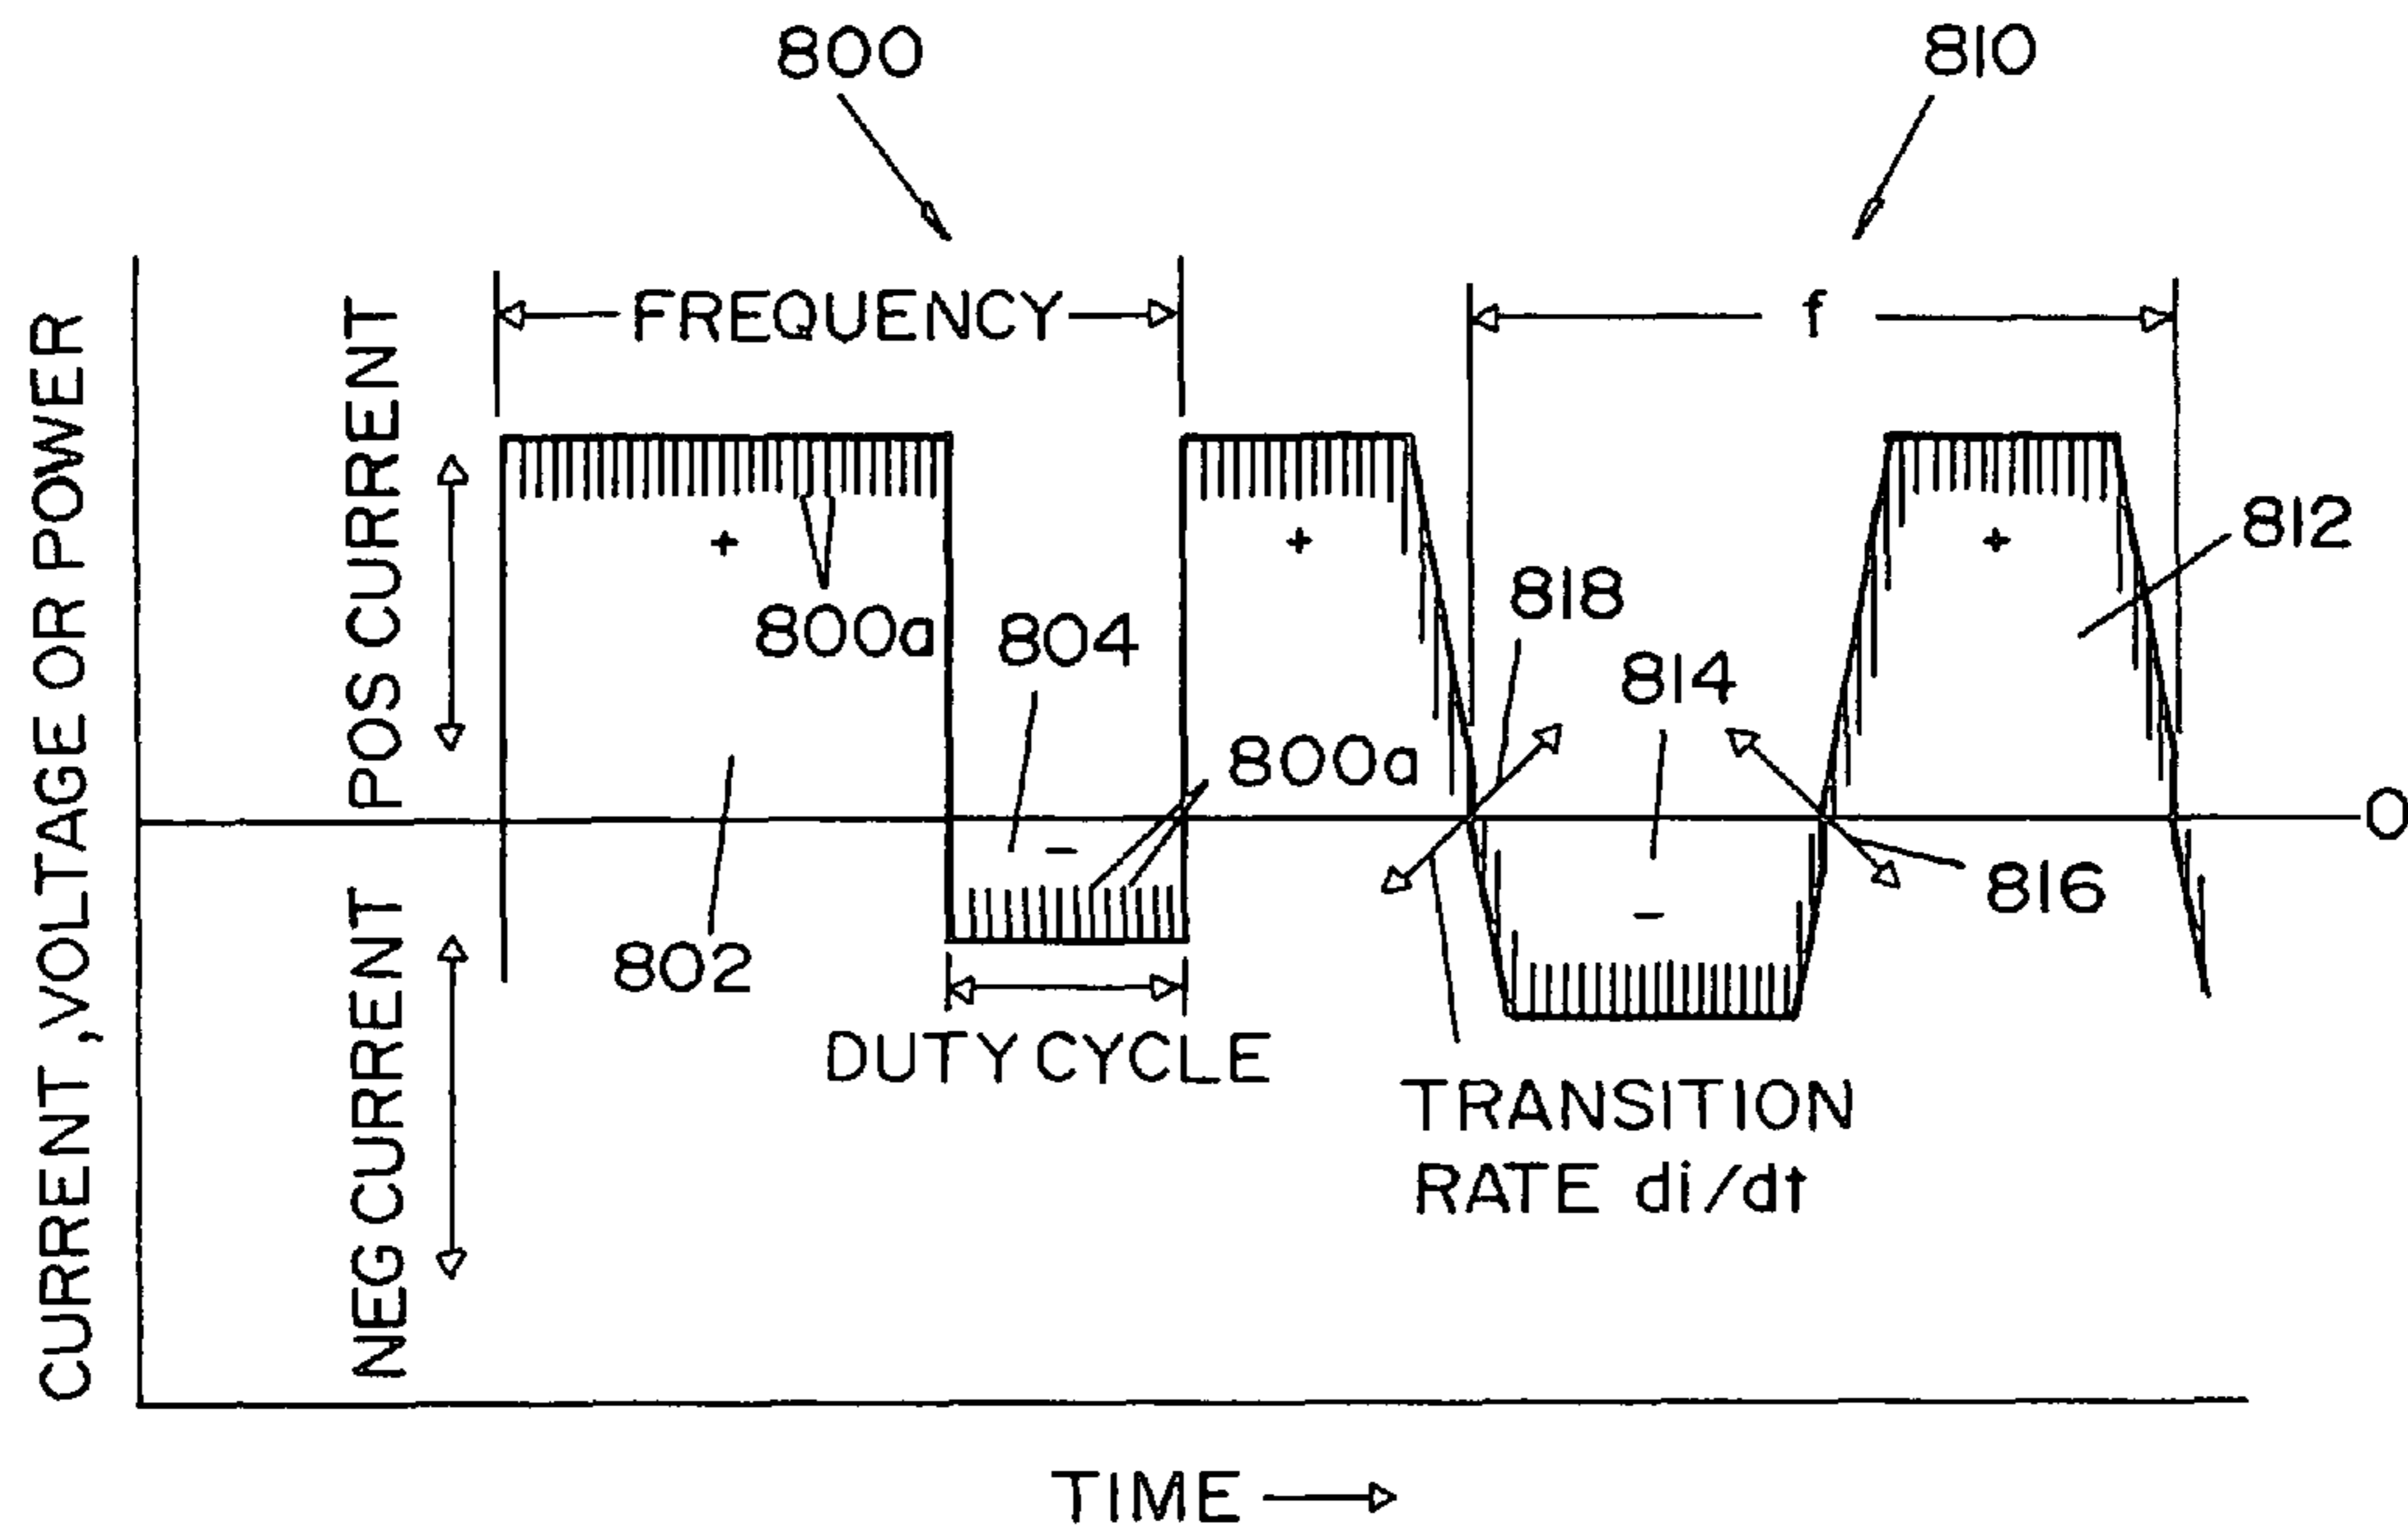 800
810
FREQUENCY
f
CURRENT, VOLTAGE OR POWER
POS CURRENT
NEG CURRENT
+
+
+
812
800a
804
818
814
800a
0
-
-
816
802
DUTY CYCLE
TRANSITION
RATE di/dt
TIME